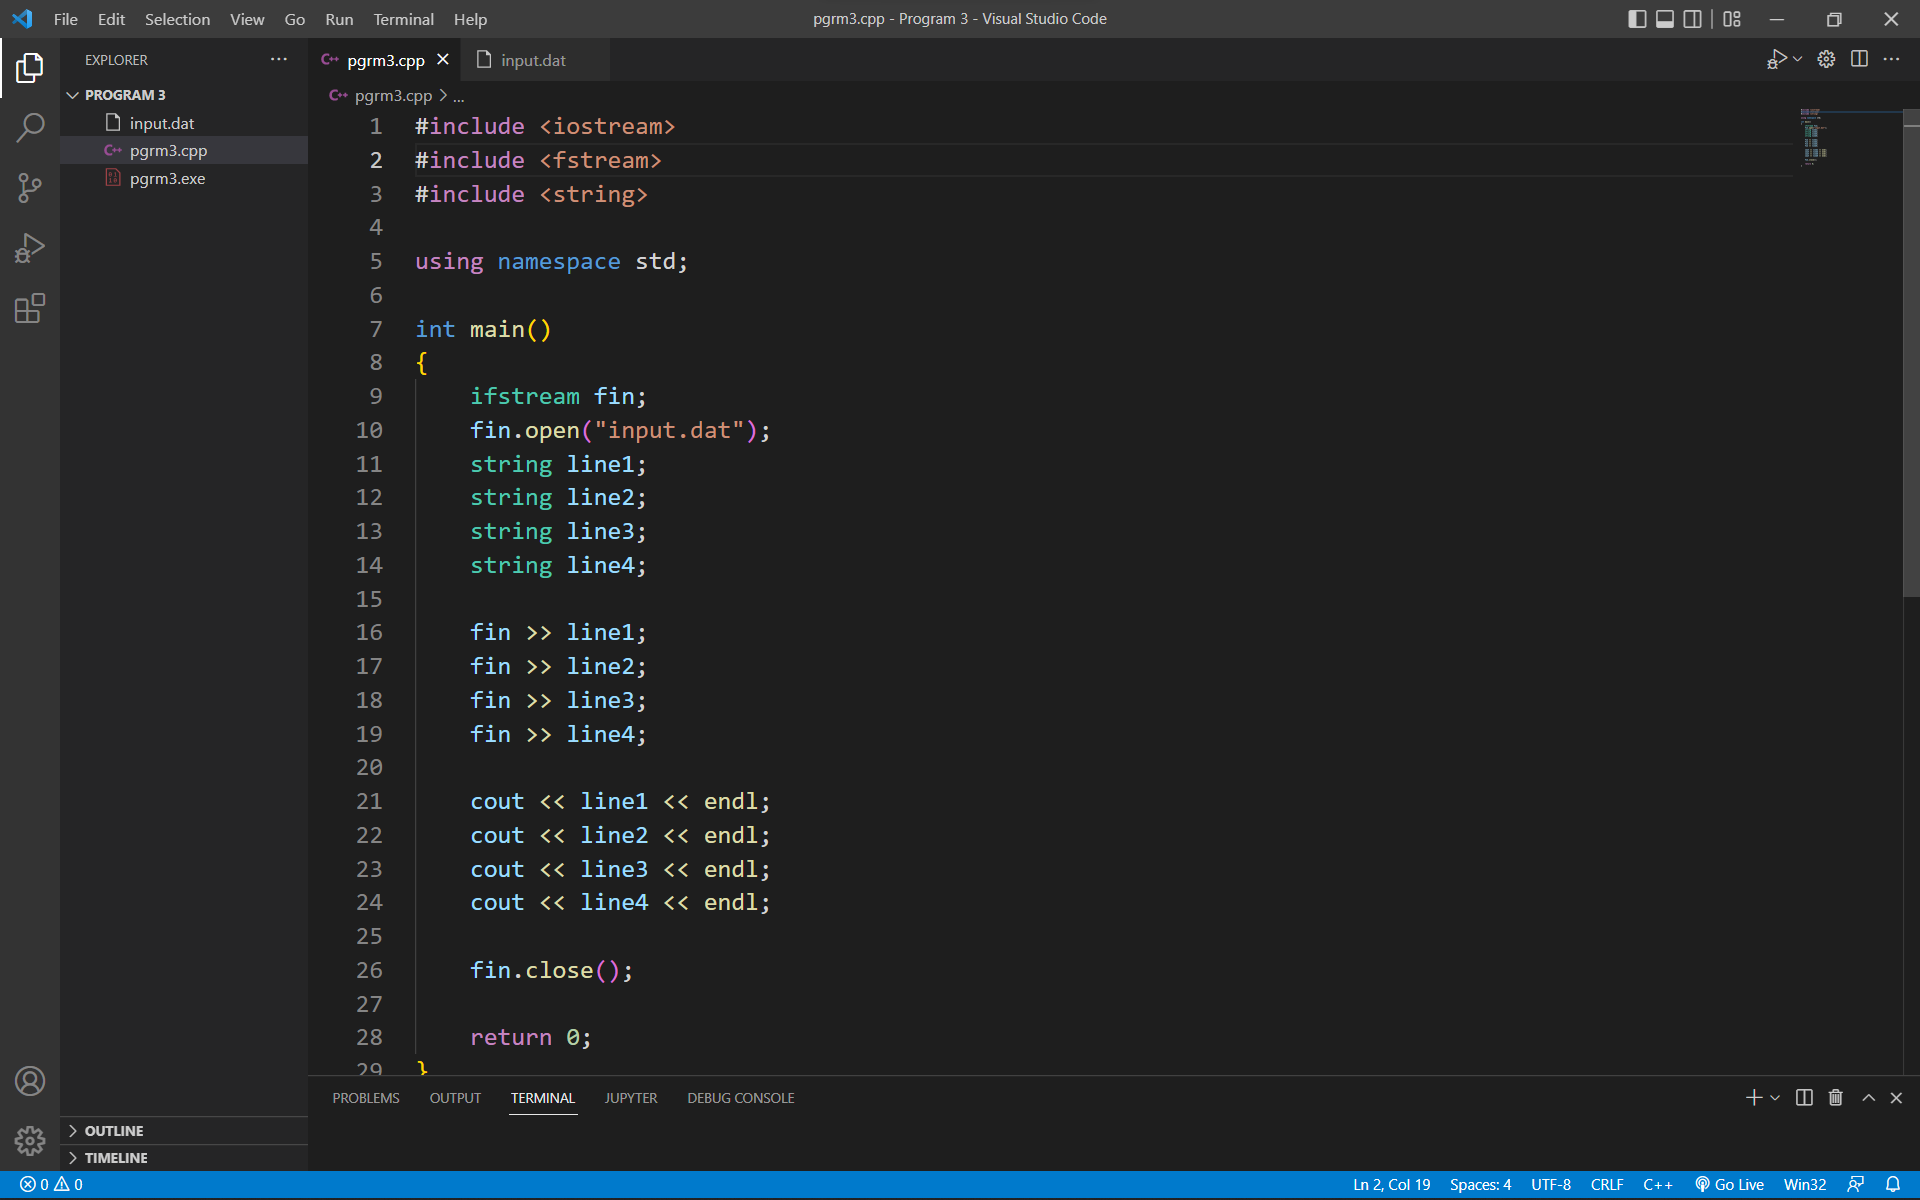 File Edit Selection View Go Run Terminal Help
pgrm3.cpp - Program 3 - Visual Studio Code
EXPLORER
PROGRAM 3
input.dat
pgrm3.cpp
pgrm3.exe
OUTLINE
TIMELINE
pgrm3.cpp
input.dat
pgrm3.cpp > ...
1 #include <iostream>
2 #include <fstream>
3 #include <string>
4
5 using namespace std;
6
7 int main()
8 {
9     ifstream fin;
10     fin.open("input.dat");
11     string line1;
12     string line2;
13     string line3;
14     string line4;
15
16     fin >> line1;
17     fin >> line2;
18     fin >> line3;
19     fin >> line4;
20
21     cout << line1 << endl;
22     cout << line2 << endl;
23     cout << line3 << endl;
24     cout << line4 << endl;
25
26     fin.close();
27
28     return 0;
29 }
PROBLEMS OUTPUT TERMINAL JUPYTER DEBUG CONSOLE
0 0
Ln 2, Col 19 Spaces: 4 UTF-8 CRLF C++ Go Live Win32